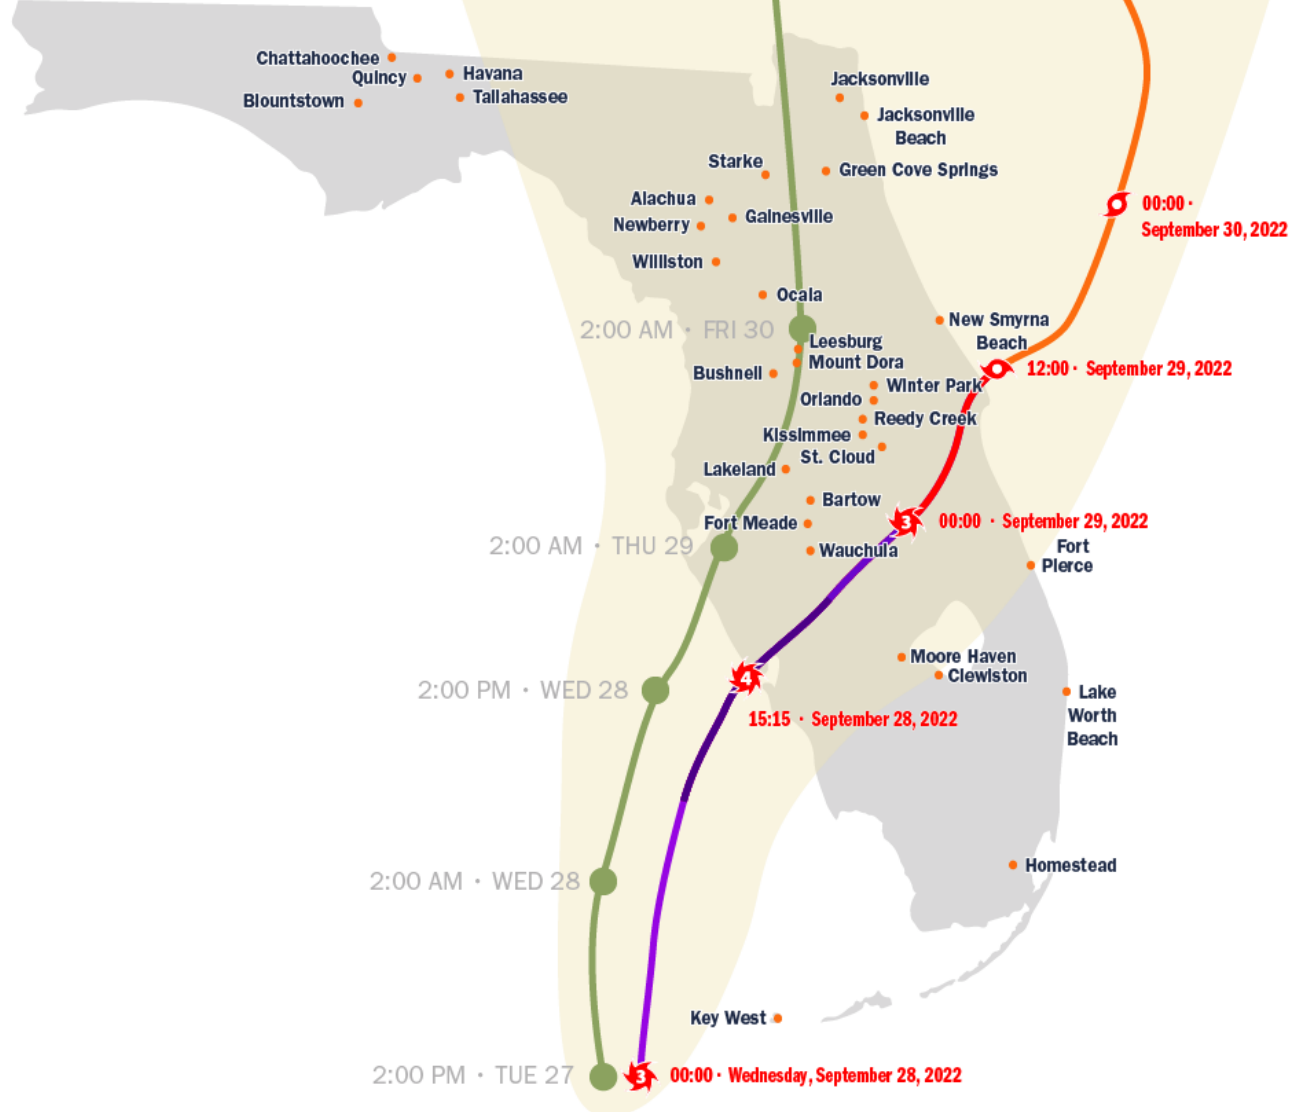 Chattahoochee
Quincy
Havana
Blountstown
Tallahassee
Jacksonville
Jacksonville
Beach
Starke
Green Cove Springs
Alachua
Gainesville
Newberry
Williston
00:00 ·
September 30, 2022
Ocala
2:00 AM · FRI 30
New Smyrna
Beach
Leesburg
Mount Dora
Bushnell
12:00 · September 29, 2022
Winter Park
Orlando
Reedy Creek
Kissimmee
St. Cloud
Lakeland
Bartow
Fort Meade
3
00:00 · September 29, 2022
2:00 AM · THU 29
Wauchula
Fort
Pierce
Moore Haven
Clewiston
4
2:00 PM · WED 28
15:15 · September 28, 2022
Lake
Worth
Beach
Homestead
2:00 AM · WED 28
Key West
2:00 PM · TUE 27
3
00:00 · Wednesday, September 28, 2022